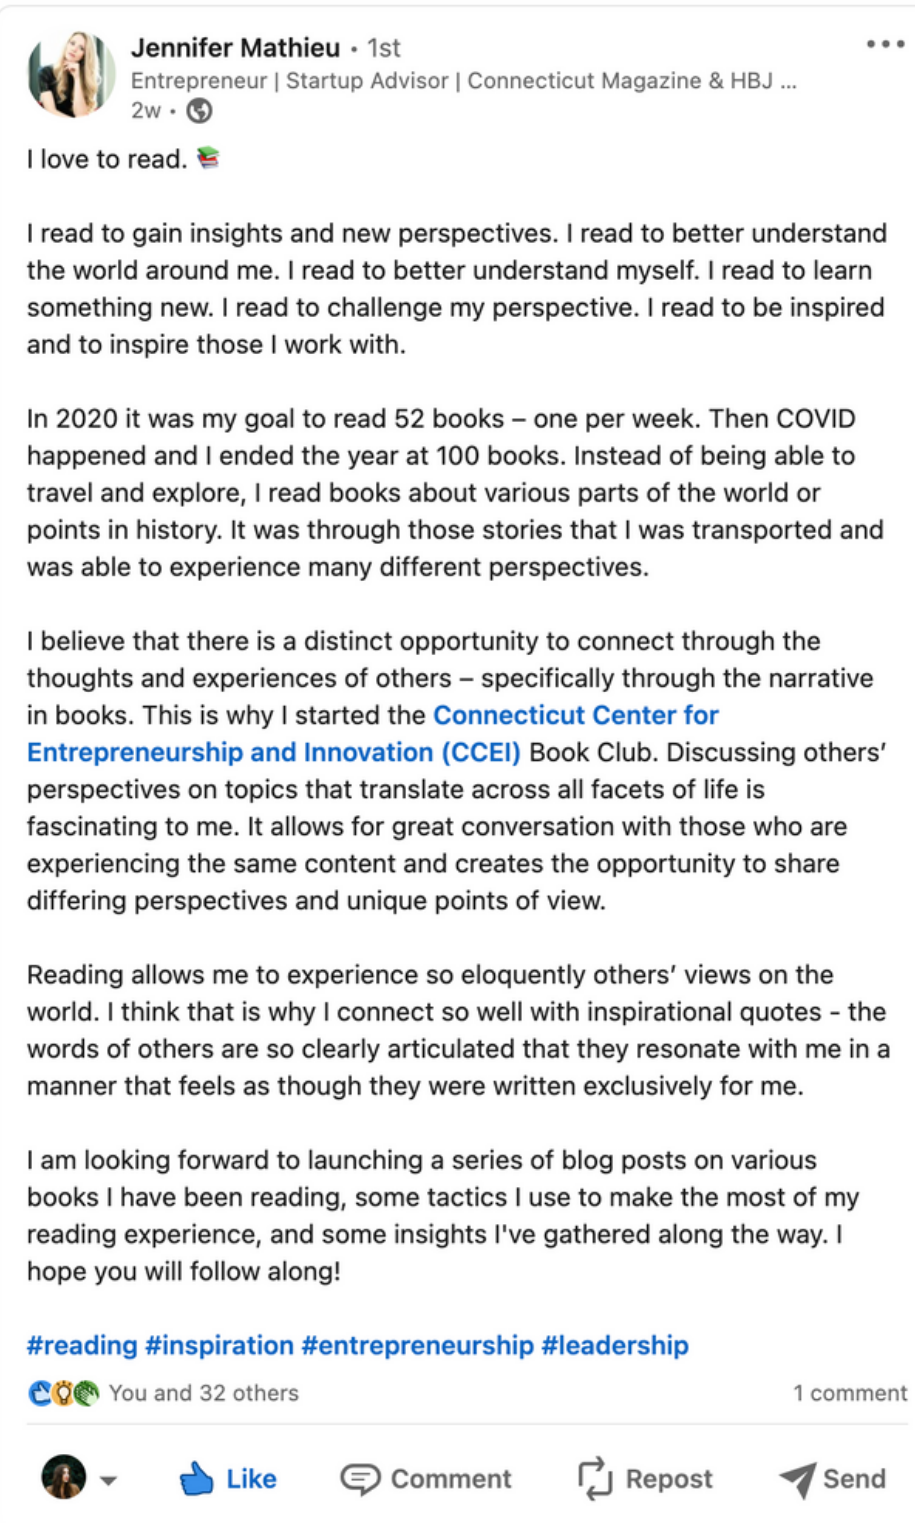 Jennifer Mathieu • 1st
Entrepreneur | Startup Advisor | Connecticut Magazine & HBJ ...
2w •
I love to read.
I read to gain insights and new perspectives. I read to better understand
the world around me. I read to better understand myself. I read to learn
something new. I read to challenge my perspective. I read to be inspired
and to inspire those I work with.
In 2020 it was my goal to read 52 books – one per week. Then COVID
happened and I ended the year at 100 books. Instead of being able to
travel and explore, I read books about various parts of the world or
points in history. It was through those stories that I was transported and
was able to experience many different perspectives.
I believe that there is a distinct opportunity to connect through the
thoughts and experiences of others – specifically through the narrative
in books. This is why I started the Connecticut Center for
Entrepreneurship and Innovation (CCEI) Book Club. Discussing others’
perspectives on topics that translate across all facets of life is
fascinating to me. It allows for great conversation with those who are
experiencing the same content and creates the opportunity to share
differing perspectives and unique points of view.
Reading allows me to experience so eloquently others’ views on the
world. I think that is why I connect so well with inspirational quotes - the
words of others are so clearly articulated that they resonate with me in a
manner that feels as though they were written exclusively for me.
I am looking forward to launching a series of blog posts on various
books I have been reading, some tactics I use to make the most of my
reading experience, and some insights I've gathered along the way. I
hope you will follow along!
#reading #inspiration #entrepreneurship #leadership
You and 32 others 1 comment
Like Comment Repost Send